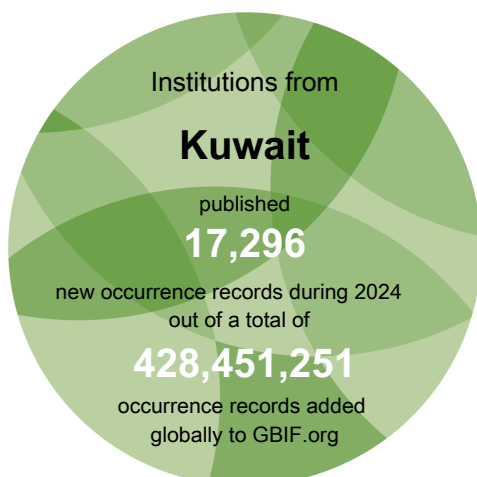 Institutions from
Kuwait
published
17,296
new occurrence records during 2024
out of a total of
428,451,251
occurrence records added
globally to GBIF.org